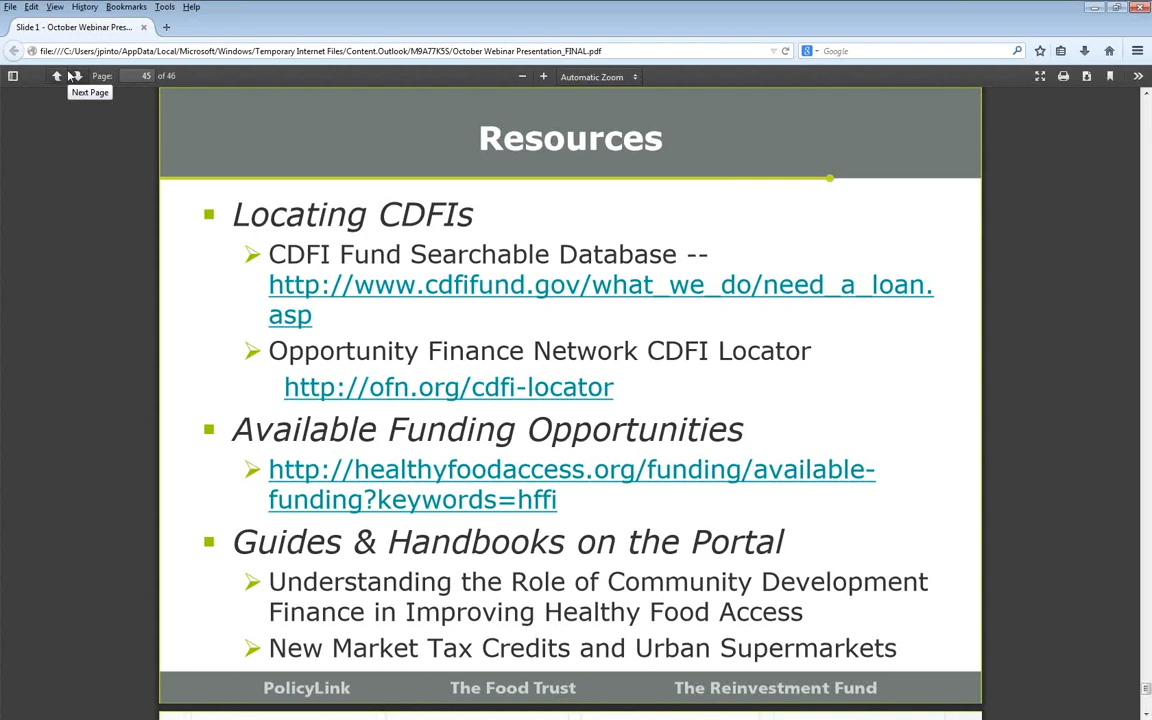 File Edit View History Bookmarks Tools Help
Slide 1 - October Webinar Pres...
file:///C:/Users/jpinto/AppData/Local/Microsoft/Windows/Temporary Internet Files/Content.Outlook/M9A77K5S/October Webinar Presentation_FINAL.pdf
Google
Page: 45 of 46
Automatic Zoom
Next Page
Resources
Locating CDFIs
CDFI Fund Searchable Database --
http://www.cdfifund.gov/what_we_do/need_a_loan.
asp
Opportunity Finance Network CDFI Locator
http://ofn.org/cdfi-locator
Available Funding Opportunities
http://healthyfoodaccess.org/funding/available-
funding?keywords=hffi
Guides & Handbooks on the Portal
Understanding the Role of Community Development
Finance in Improving Healthy Food Access
New Market Tax Credits and Urban Supermarkets
PolicyLink The Food Trust The Reinvestment Fund